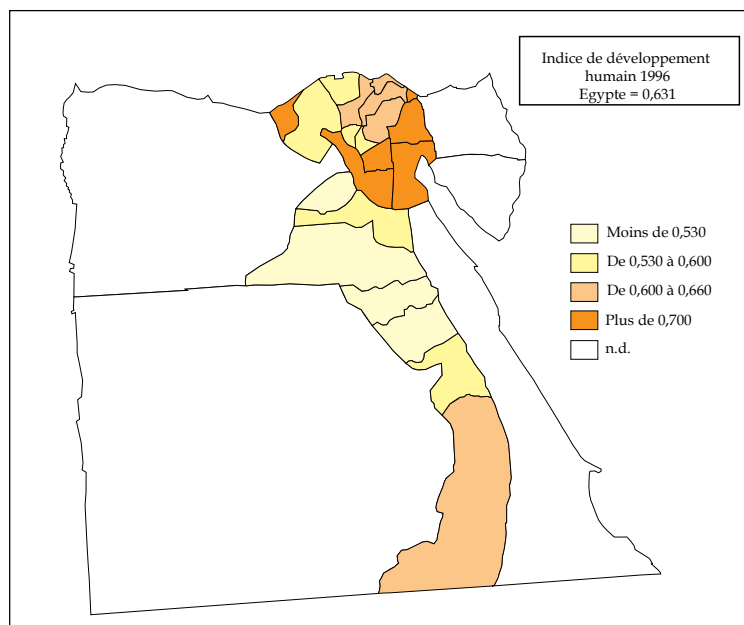 Indice de développement
humain 1996
Egypte = 0,631
Moins de 0,530
De 0,530 à 0,600
De 0,600 à 0,660
Plus de 0,700
n.d.